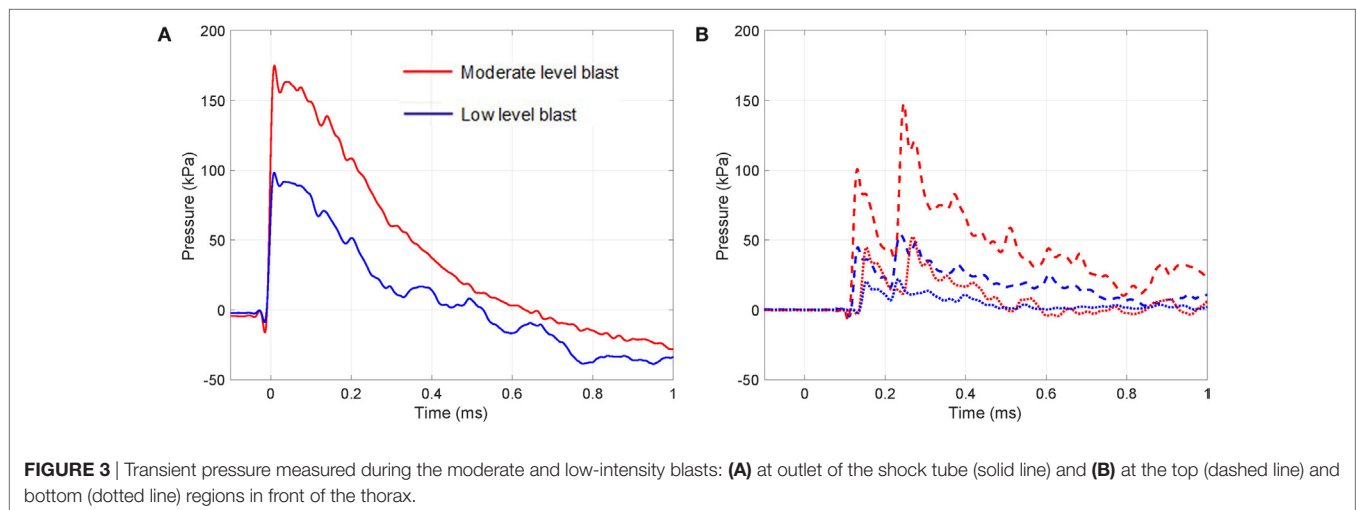 A
200
150
100
50
0
-50
Pressure (kPa)
0
0.2
0.4
0.6
0.8
1
Time (ms)
Moderate level blast
Low level blast
B
200
150
100
50
0
-50
Pressure (kPa)
0
0.2
0.4
0.6
0.8
1
Time (ms)
FIGURE 3 | Transient pressure measured during the moderate and low-intensity blasts: (A) at outlet of the shock tube (solid line) and (B) at the top (dashed line) and
bottom (dotted line) regions in front of the thorax.